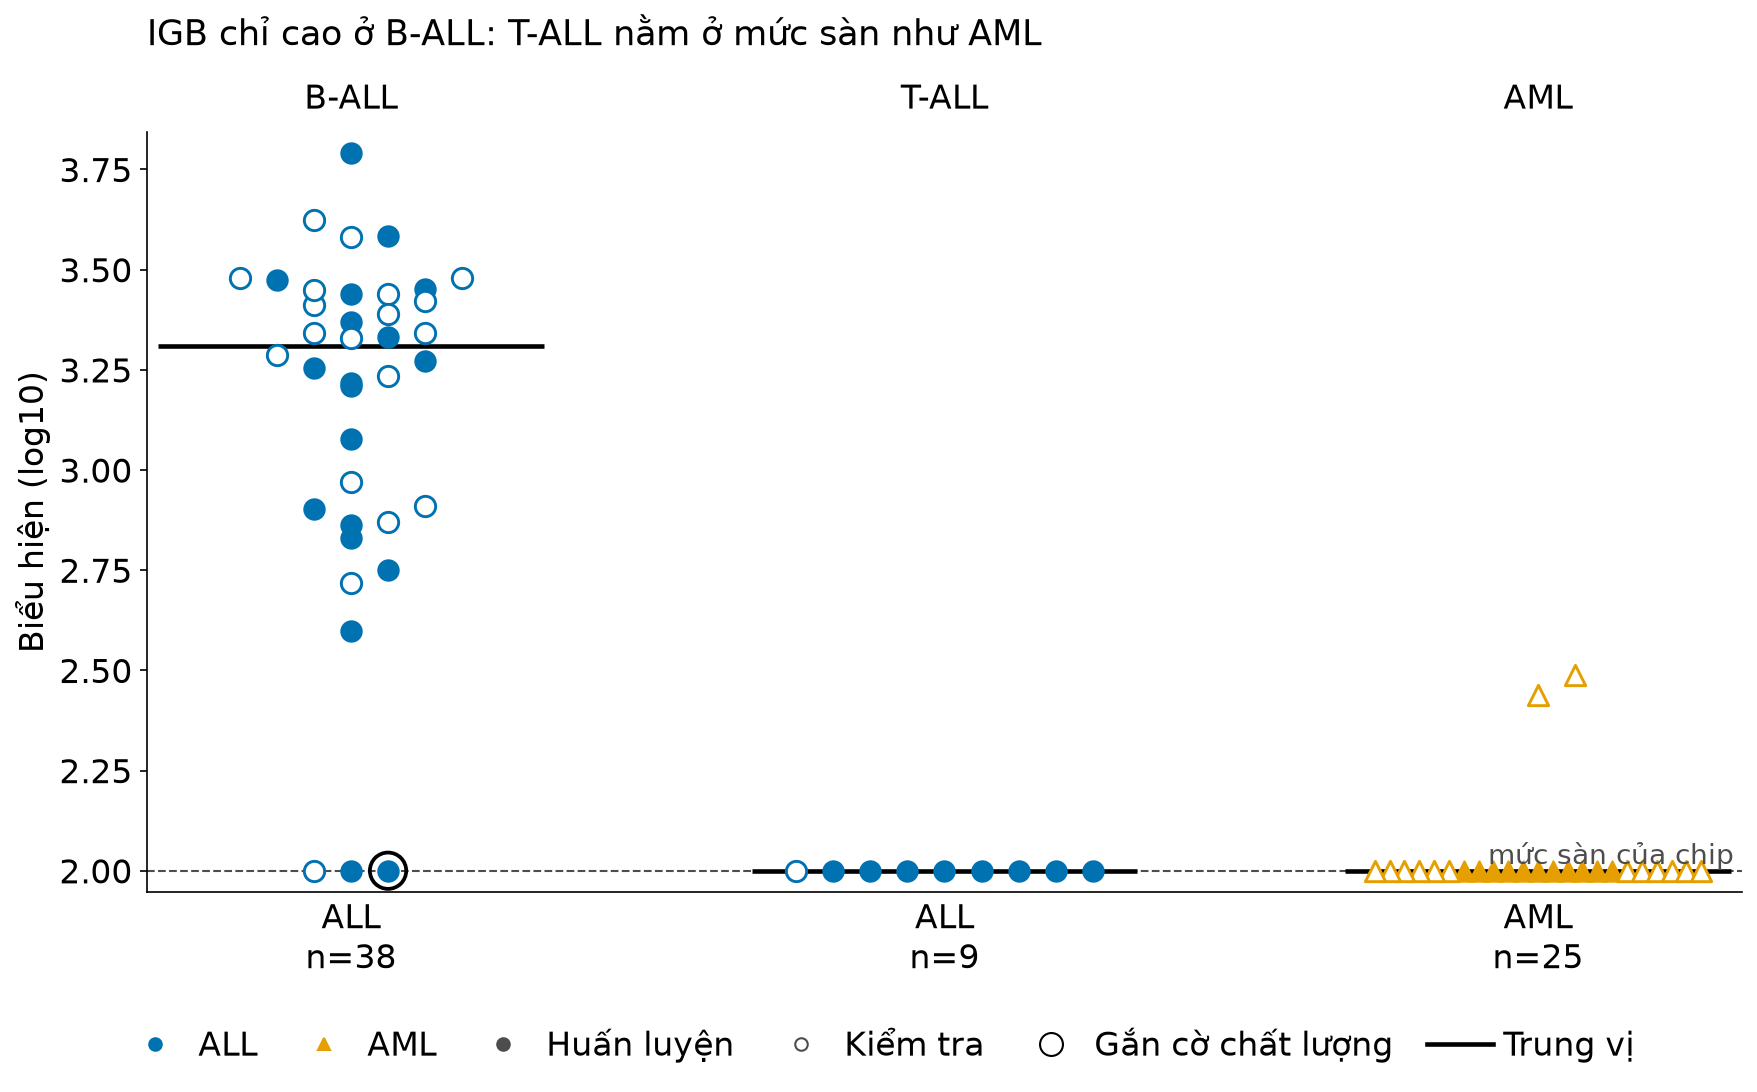 IGB chỉ cao ở B-ALL: T-ALL nằm ở mức sàn như AML
B-ALL
T-ALL
AML
Biểu hiện (log10)
3.75
3.50
3.25
3.00
2.75
2.50
2.25
2.00
mức sàn của chip
ALL
n=38
ALL
n=9
AML
n=25
ALL
AML
Huấn luyện
Kiểm tra
Gắn cờ chất lượng
Trung vị